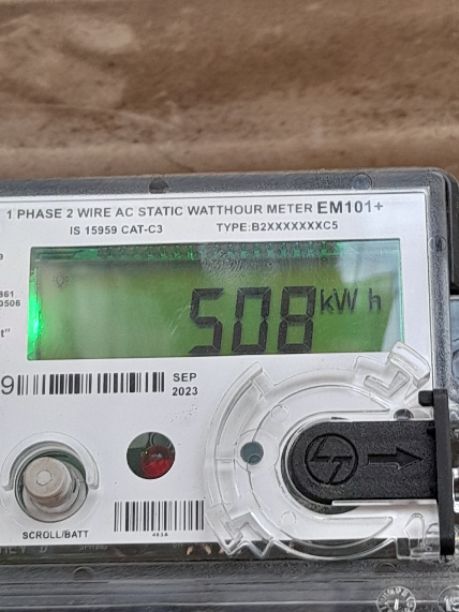 1 PHASE 2 WIRE AC STATIC WATTHOUR METER EM101+
IS 15959 CAT-C3 TYPE:B2XXXXXXXC5
508 kWh
9
SEP
2023
SCROLL/BATT